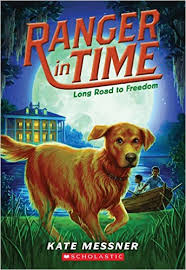 RANGER
in TIME
Long Road to Freedom
KATE MESSNER
SCHOLASTIC